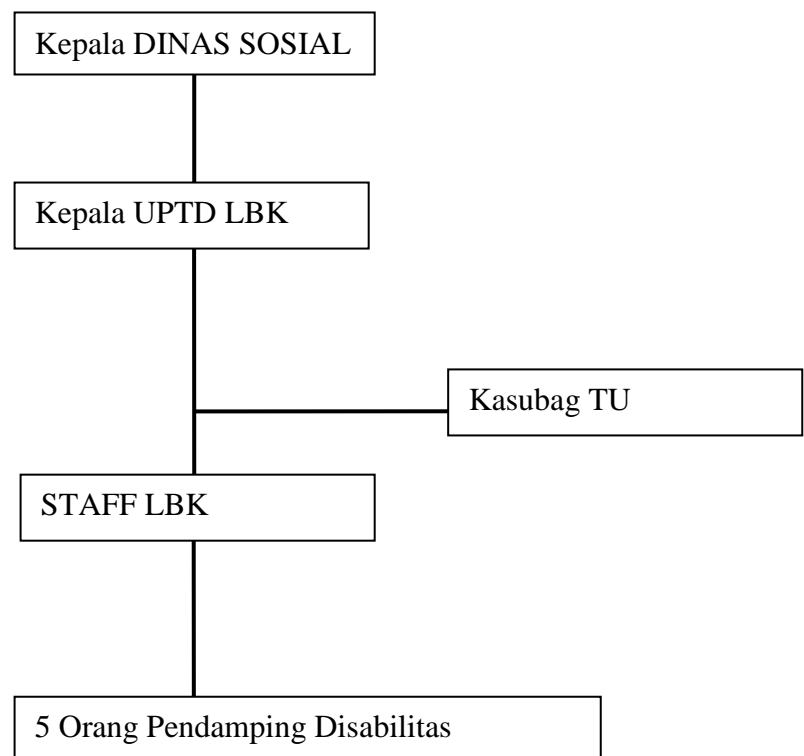 Kepala DINAS SOSIAL
Kepala UPTD LBK
Kasubag TU
STAFF LBK
5 Orang Pendamping Disabilitas